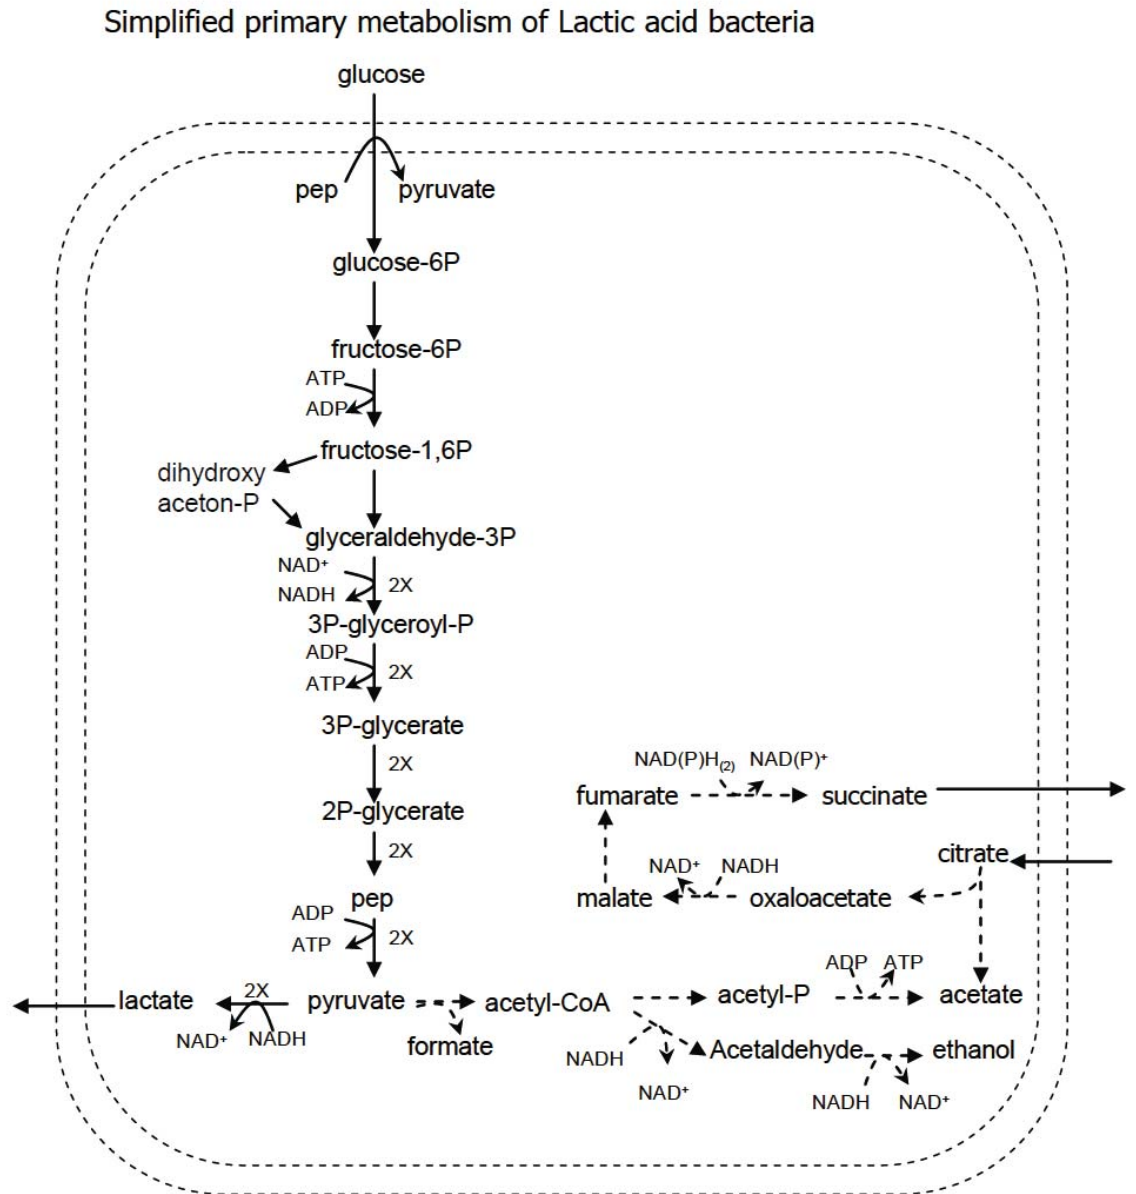 Simplified primary metabolism of Lactic acid bacteria
glucose
pep
pyruvate
glucose-6P
fructose-6P
ATP
ADP
fructose-1,6P
dihydroxy
aceton-P
glyceraldehyde-3P
NAD⁺
NADH
2X
3P-glyceroyl-P
ADP
ATP
2X
3P-glycerate
2X
2P-glycerate
2X
pep
ADP
ATP
2X
NAD(P)H₍₂₎ NAD(P)⁺
fumarate
succinate
citrate
NAD⁺ NADH
malate
oxaloacetate
ADP ATP
lactate
2X
pyruvate
acetyl-CoA
acetyl-P
acetate
NAD⁺ NADH
formate
NADH
NAD⁺
Acetaldehyde
ethanol
NADH NAD⁺